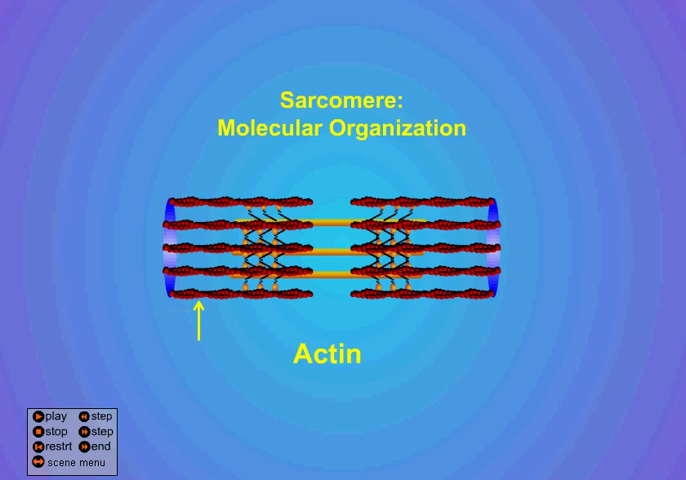 Sarcomere:
Molecular Organization
Actin
play step
stop step
restrt end
scene menu